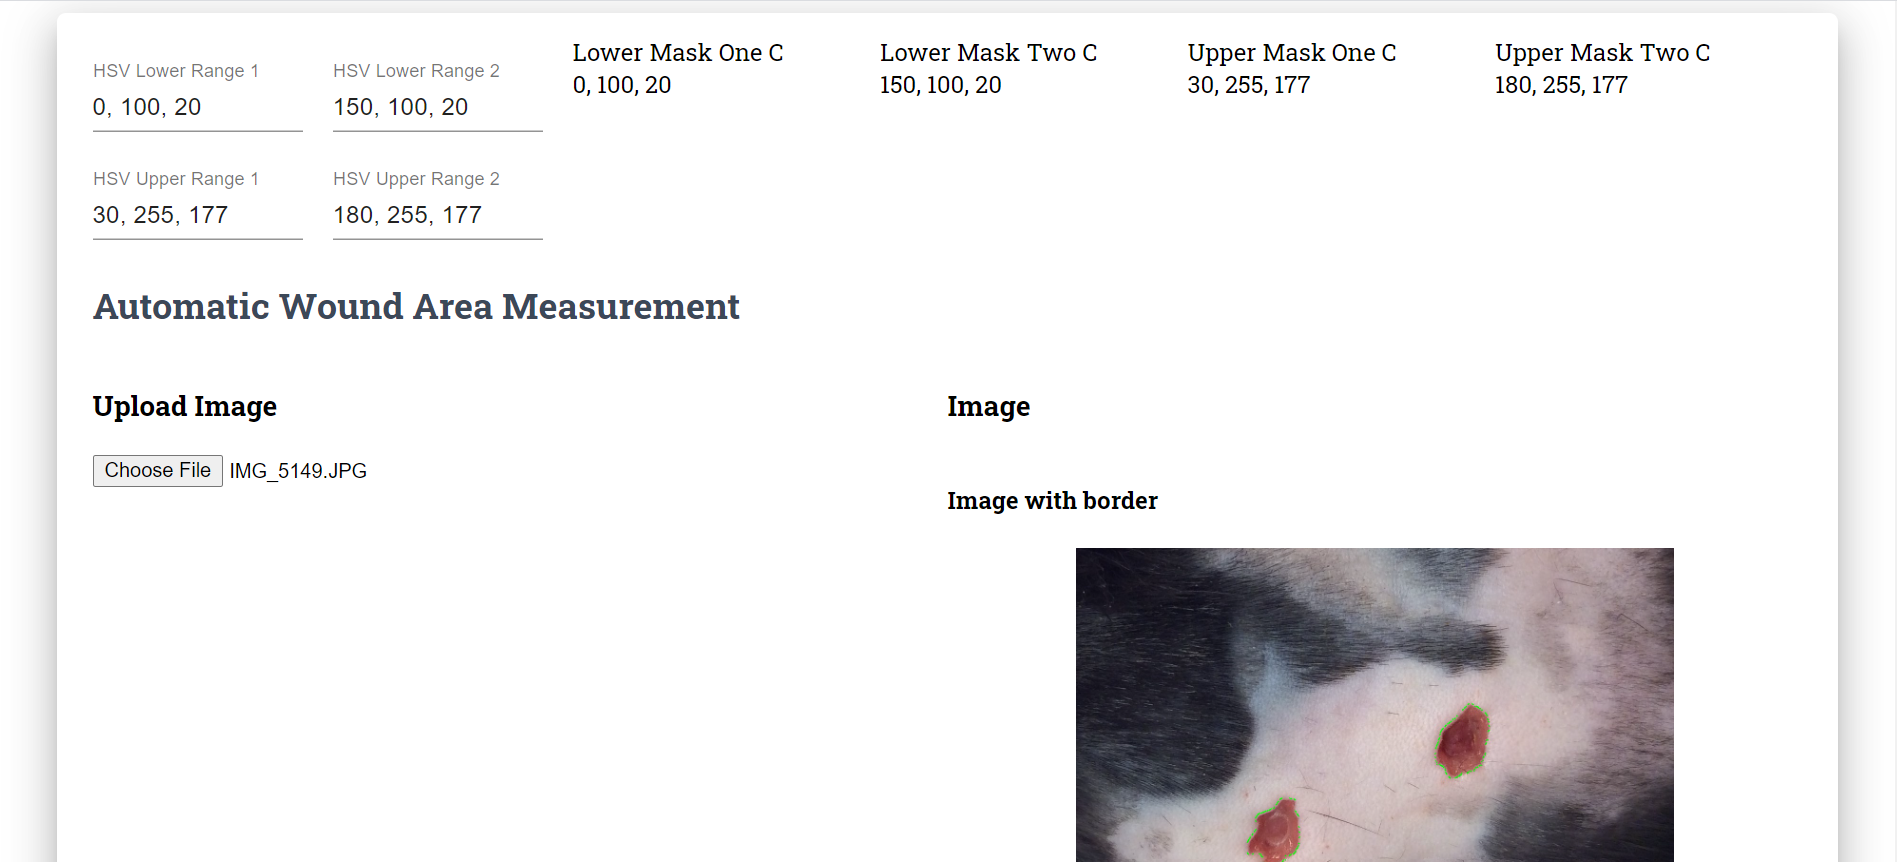 HSV Lower Range 1
0, 100, 20
HSV Lower Range 2
150, 100, 20
HSV Upper Range 1
30, 255, 177
HSV Upper Range 2
180, 255, 177
Lower Mask One C
0, 100, 20
Lower Mask Two C
150, 100, 20
Upper Mask One C
30, 255, 177
Upper Mask Two C
180, 255, 177
Automatic Wound Area Measurement
Upload Image
Choose File IMG_5149.JPG
Image
Image with border